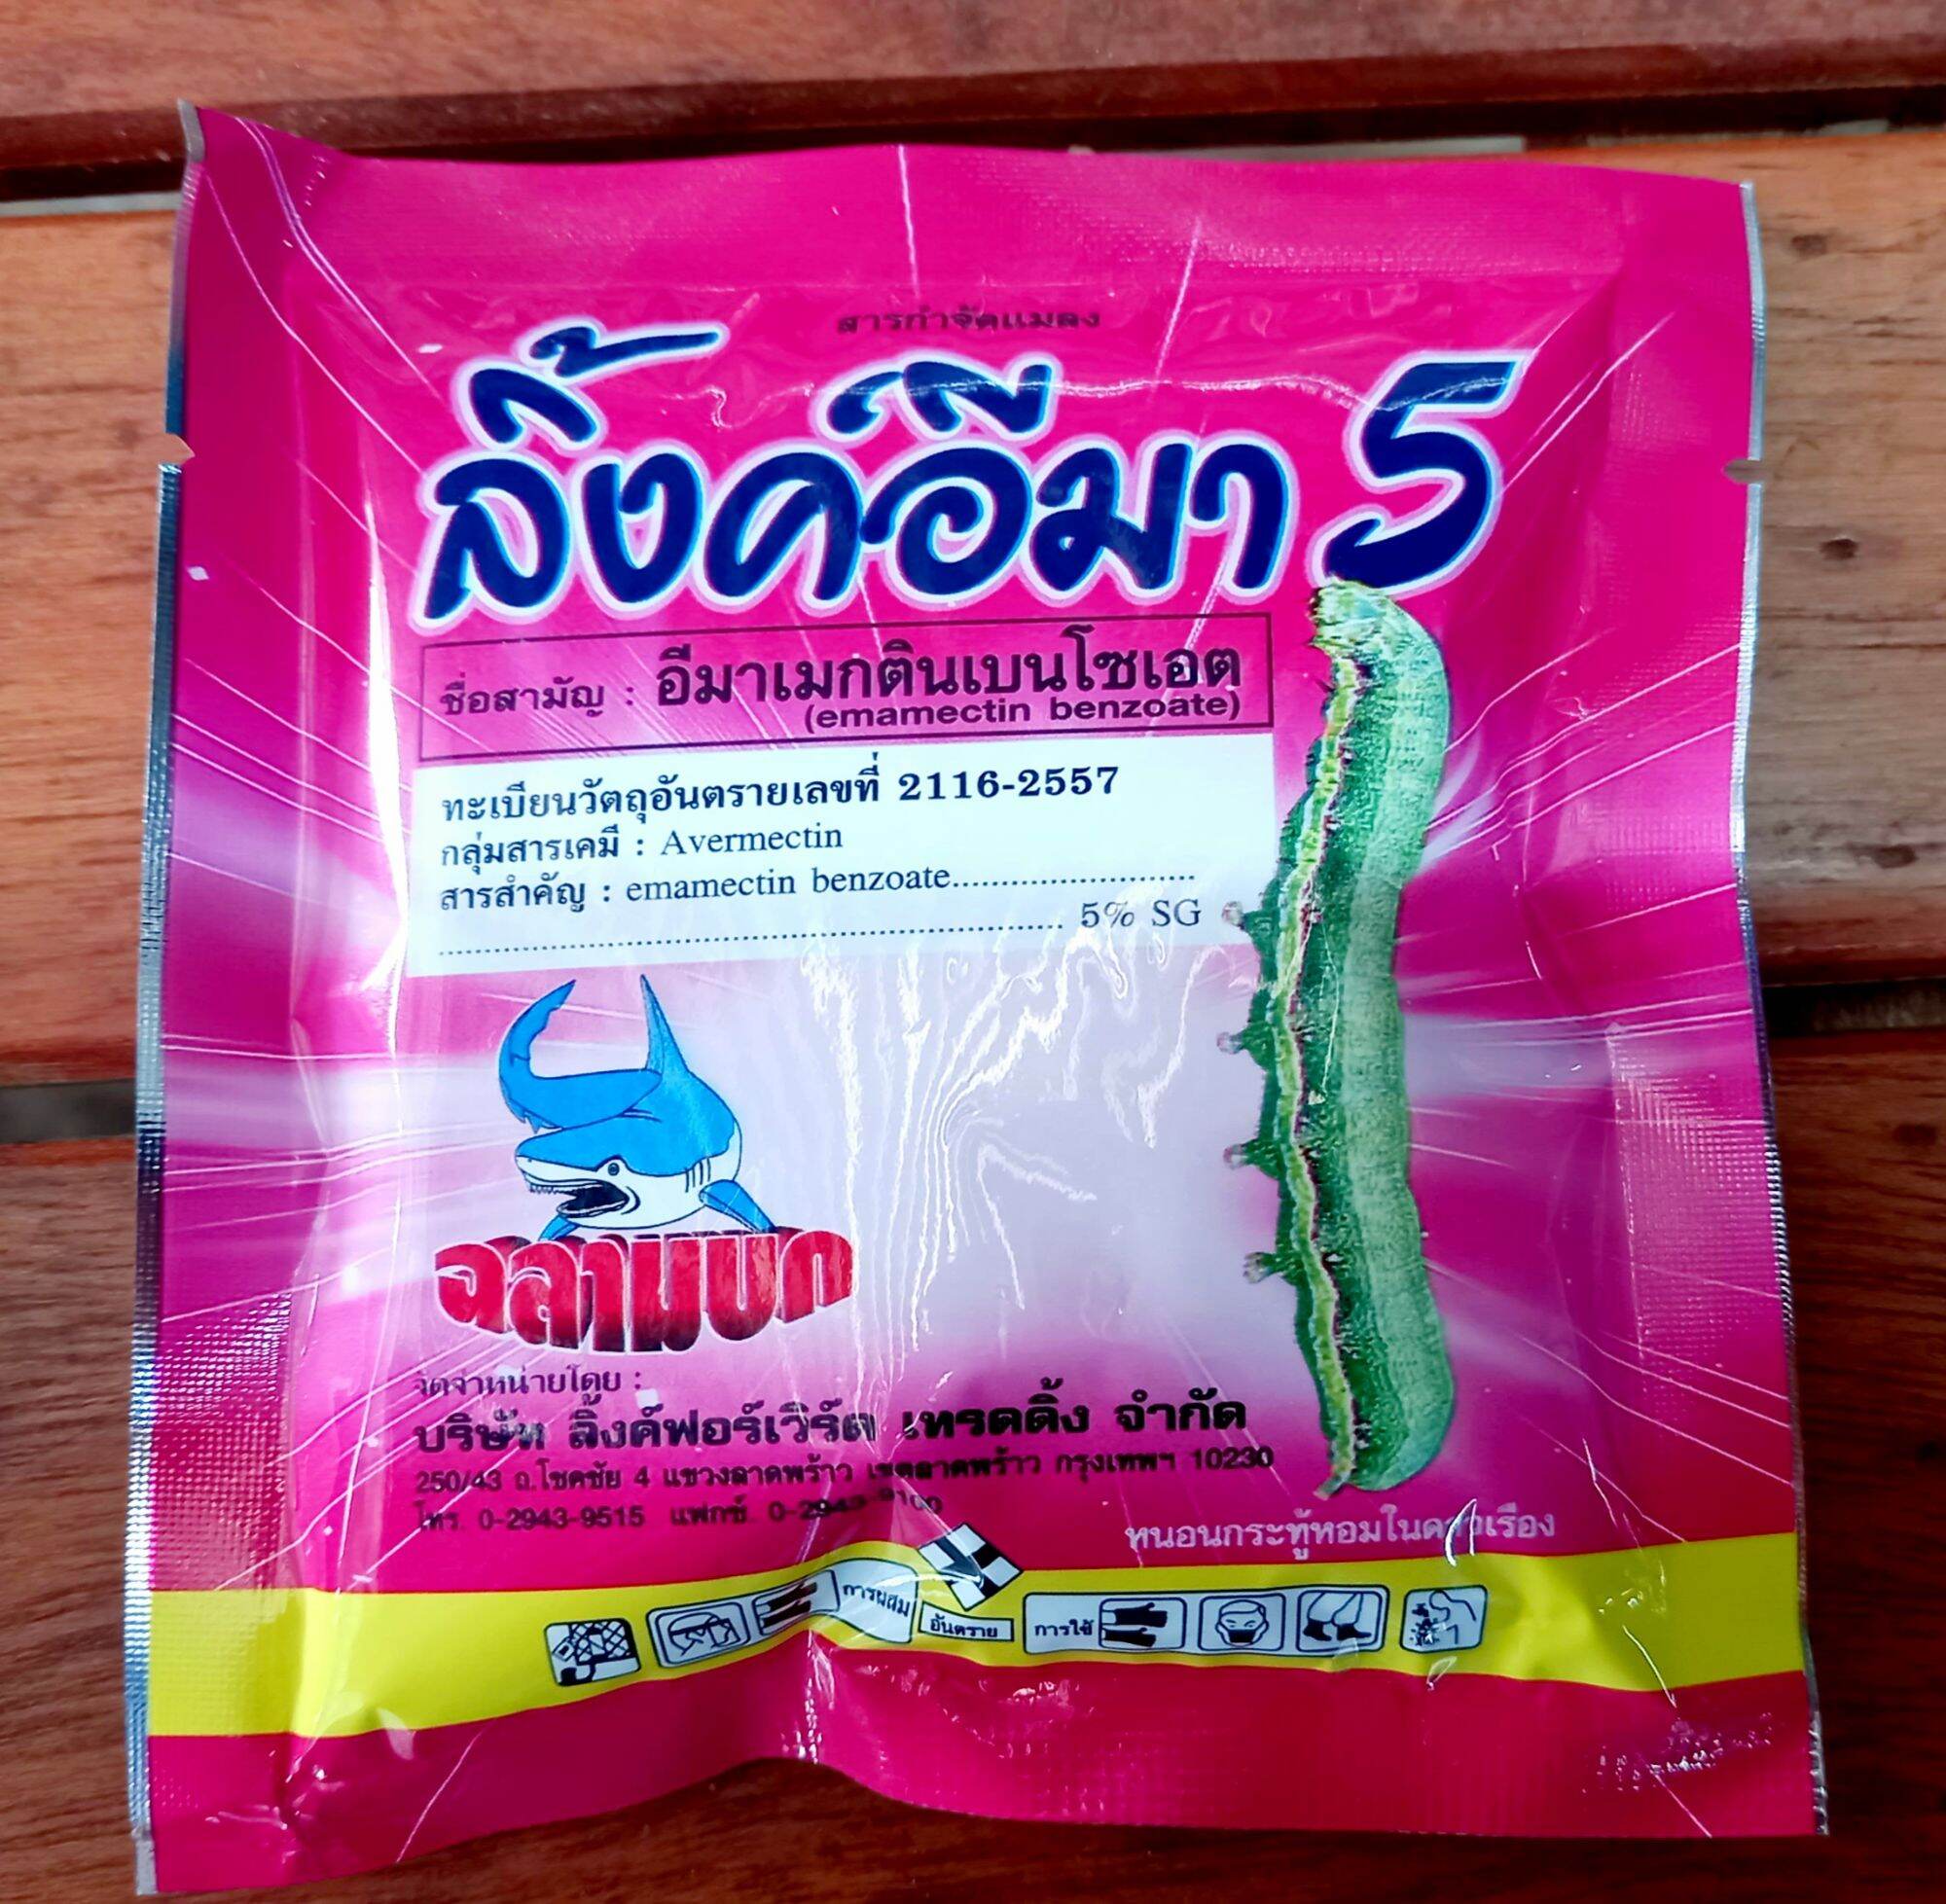 สารกำจัดแมลง
ลิ้งค์อีมา 5
ชื่อสามัญ : อีมาเมกตินเบนโซเอต
(emamectin benzoate)
ทะเบียนวัตถุอันตรายเลขที่ 2116-2557
กลุ่มสารเคมี : Avermectin
สารสำคัญ : emamectin benzoate.........................
................................................................ 5% SG
ฉลามบก
จัดจำหน่ายโดย :
บริษัท ลิ้งค์ฟอร์เวิร์ด เทรดดิ้ง จำกัด
250/43 ถ.โชคชัย 4 แขวงลาดพร้าว เขตลาดพร้าว กรุงเทพฯ 10230
โทร. 0-2943-9515 แฟกซ์
หนอนกระทู้หอมในดาวเรือง
การผสม
อันตราย
การใช้